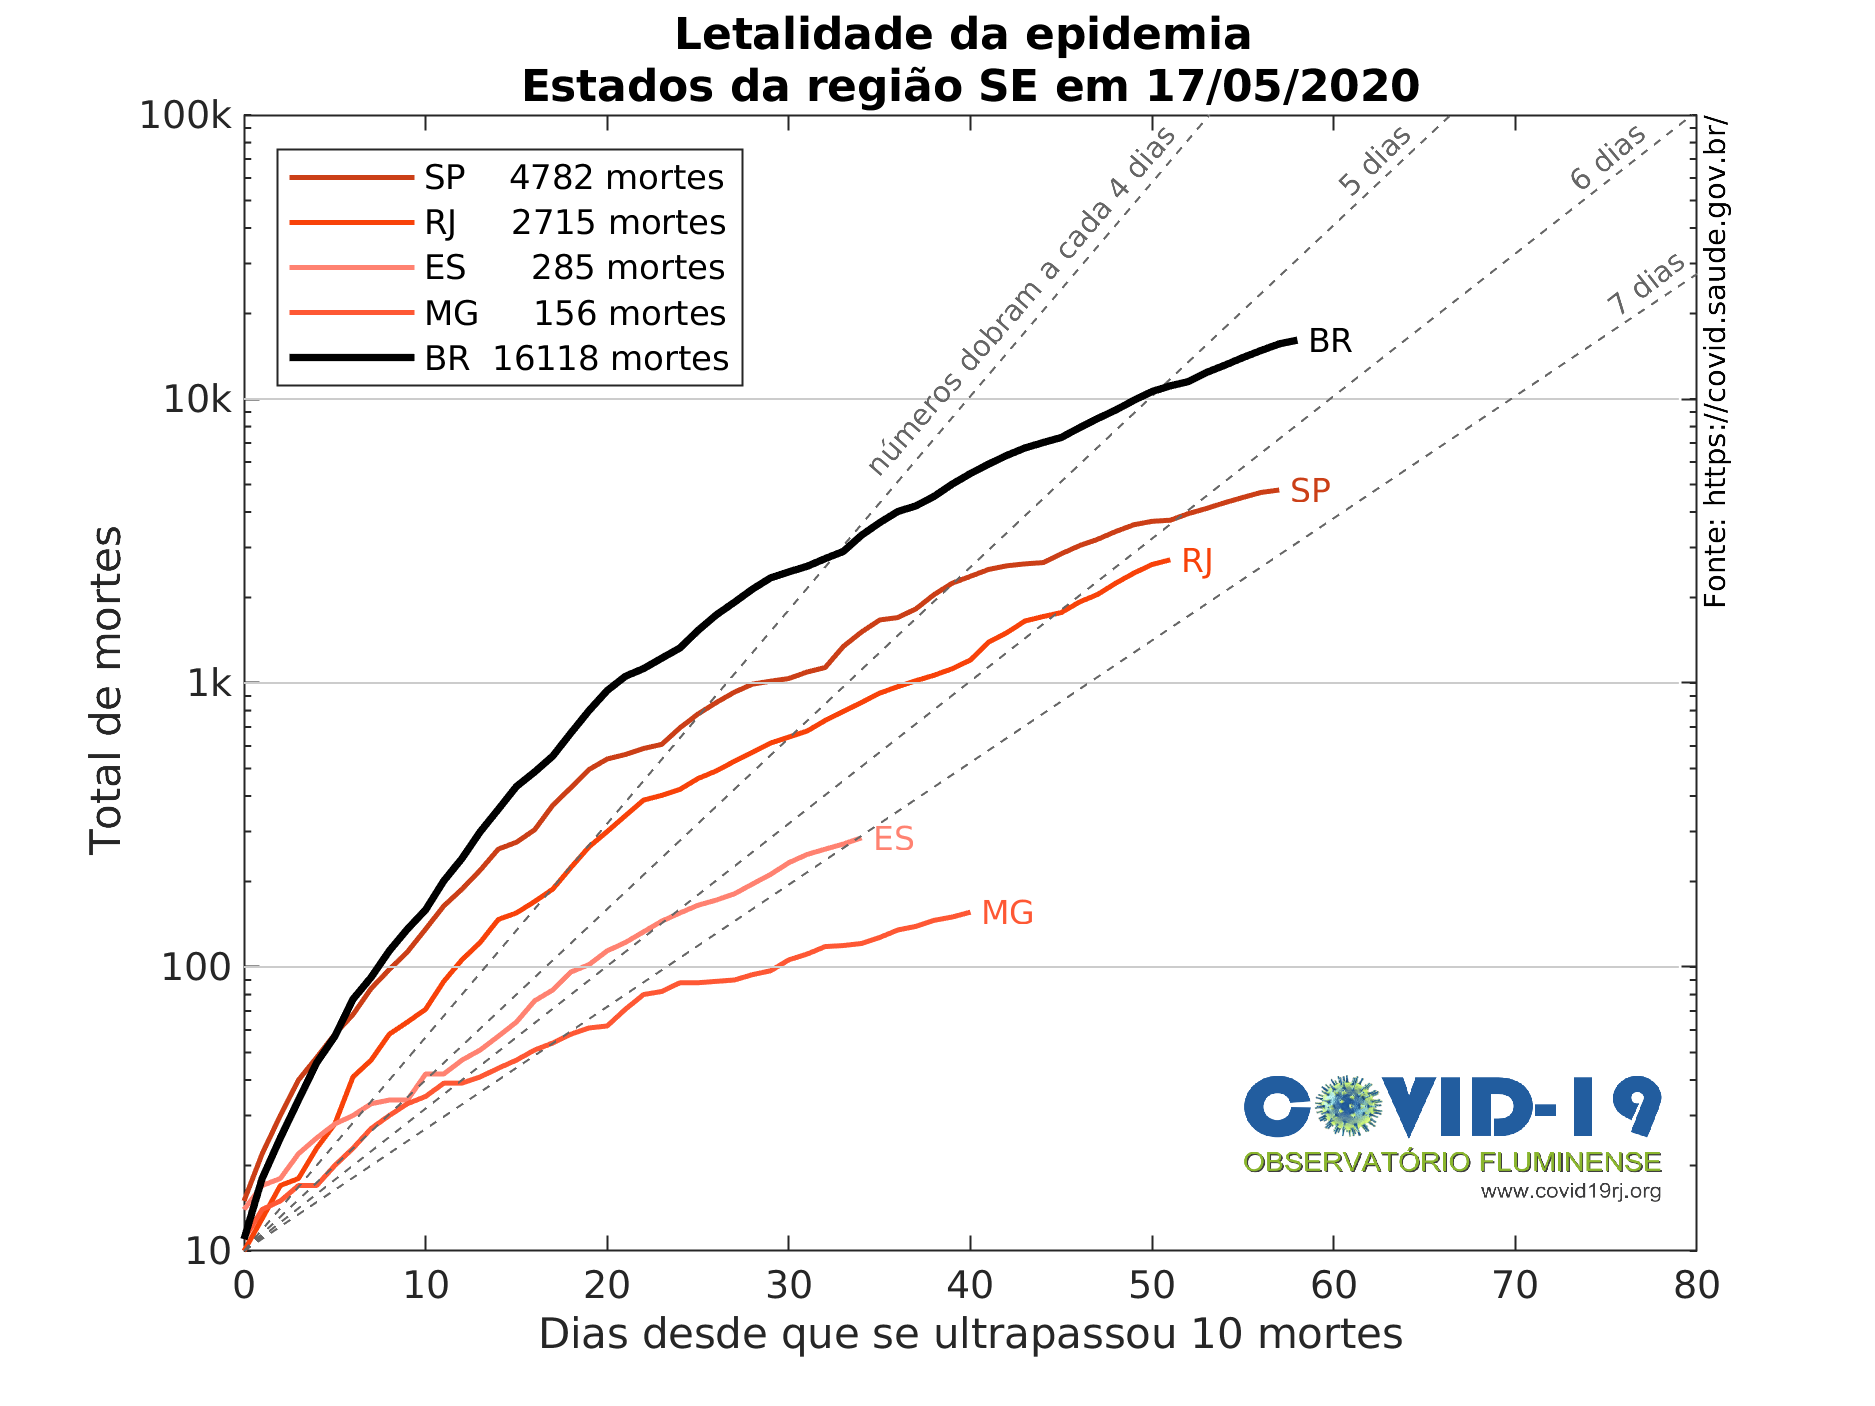 Letalidade da epidemia
Estados da região SE em 17/05/2020
100k
10k
1k
100
10
Total de mortes
SP 4782 mortes
RJ 2715 mortes
ES 285 mortes
MG 156 mortes
BR 16118 mortes
números dobram a cada 4 dias
5 dias
6 dias
7 dias
BR
SP
RJ
ES
MG
Fonte: https://covid.saude.gov.br/
COVID-19
OBSERVATÓRIO FLUMINENSE
www.covid19rj.org
0 10 20 30 40 50 60 70 80
Dias desde que se ultrapassou 10 mortes